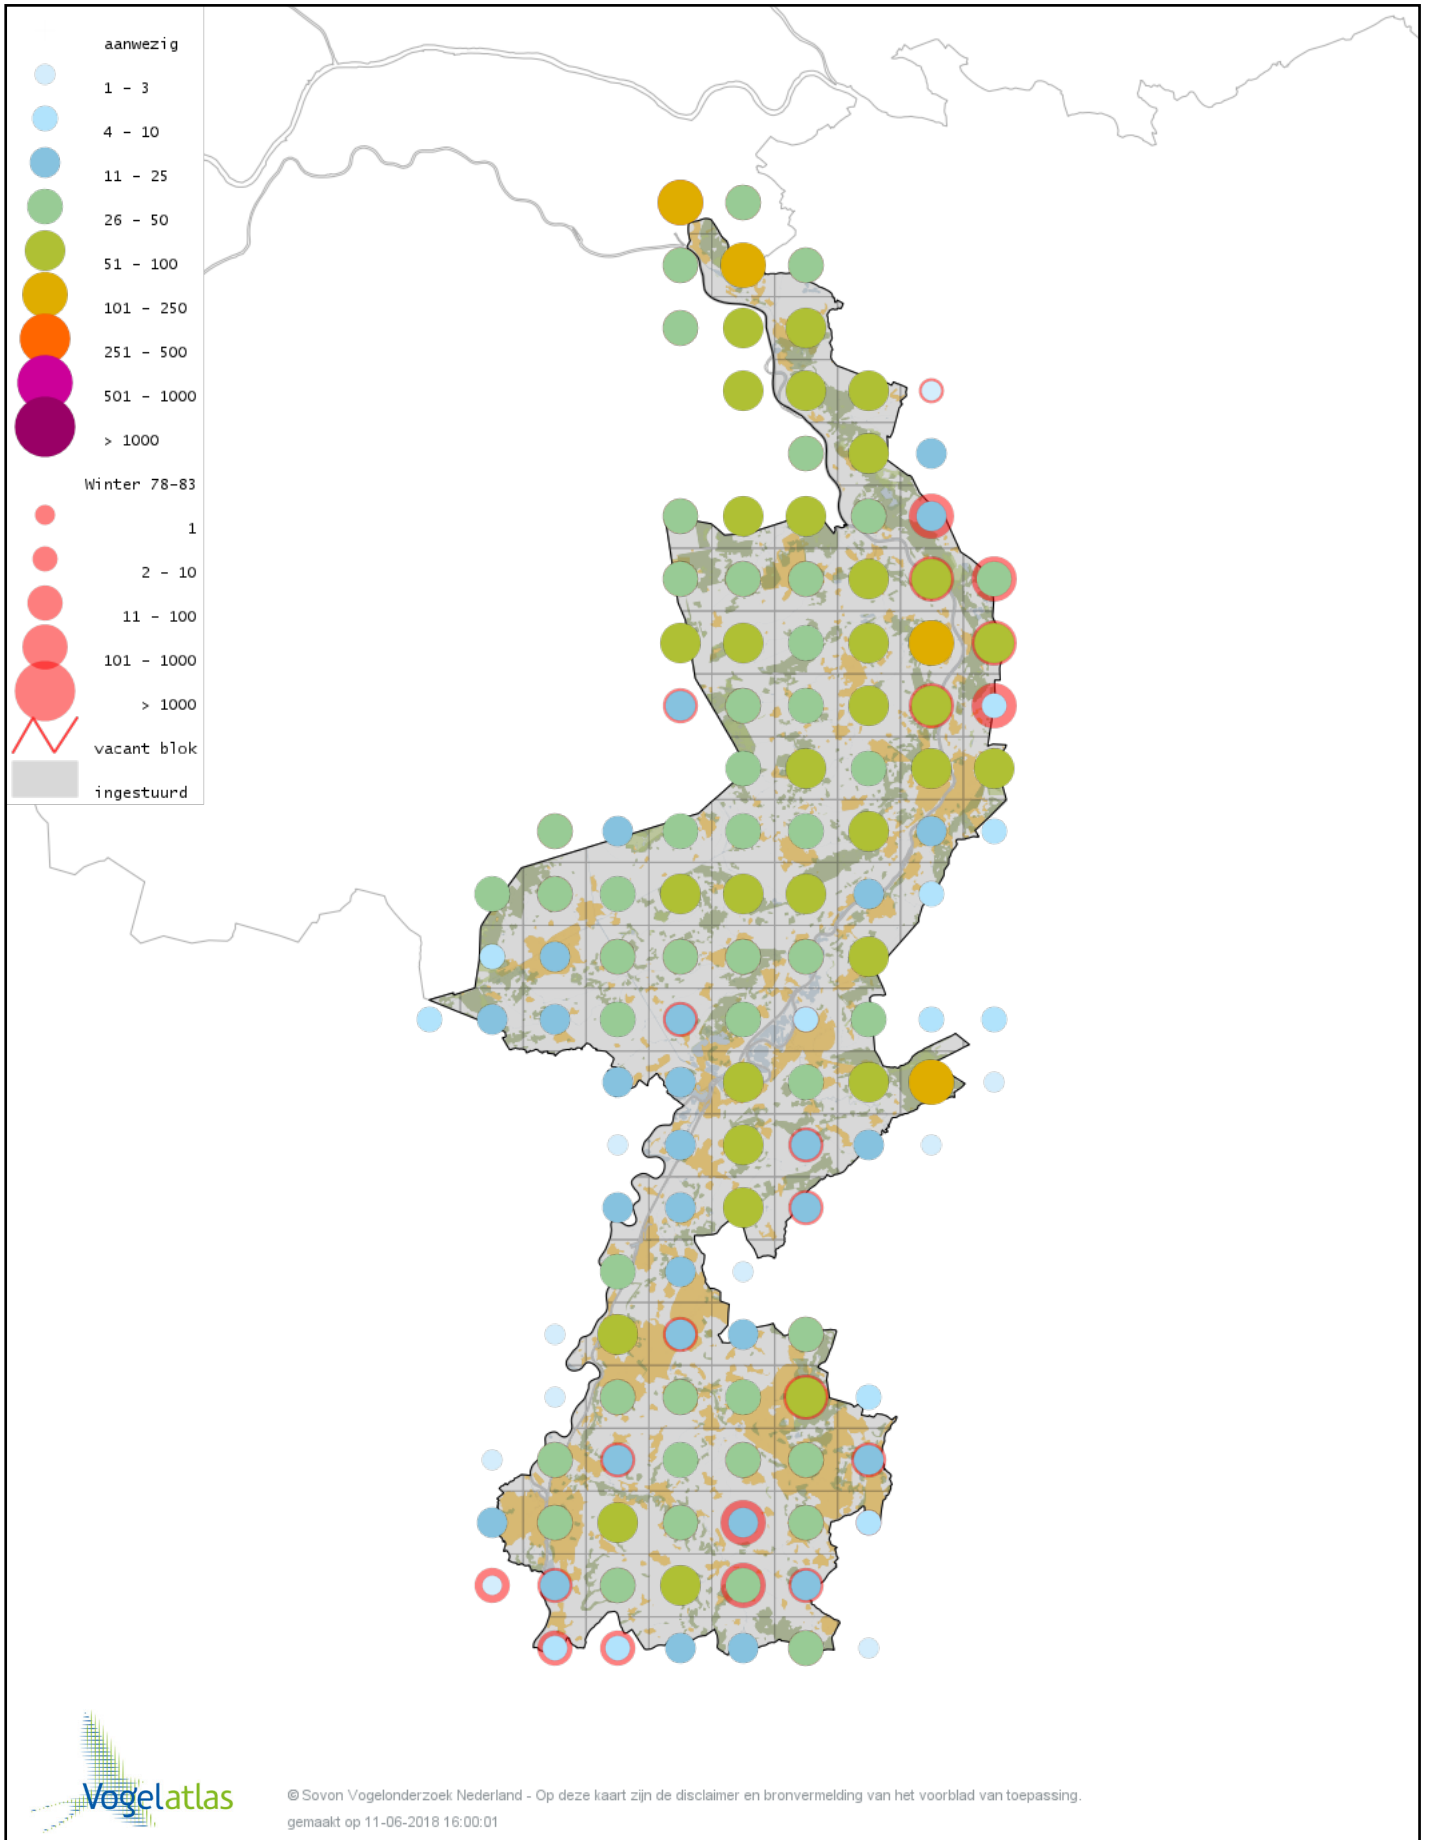 aanwezig
1 - 3
4 - 10
11 - 25
26 - 50
51 - 100
101 - 250
251 - 500
501 - 1000
> 1000
Winter 78-83
1
2 - 10
11 - 100
101 - 1000
> 1000
vacant blok
ingestuurd
Vogelatlas
© Sovon Vogelonderzoek Nederland - Op deze kaart zijn de disclaimer en bronvermelding van het voorblad van toepassing.
gemaakt op 11-06-2018 16:00:01